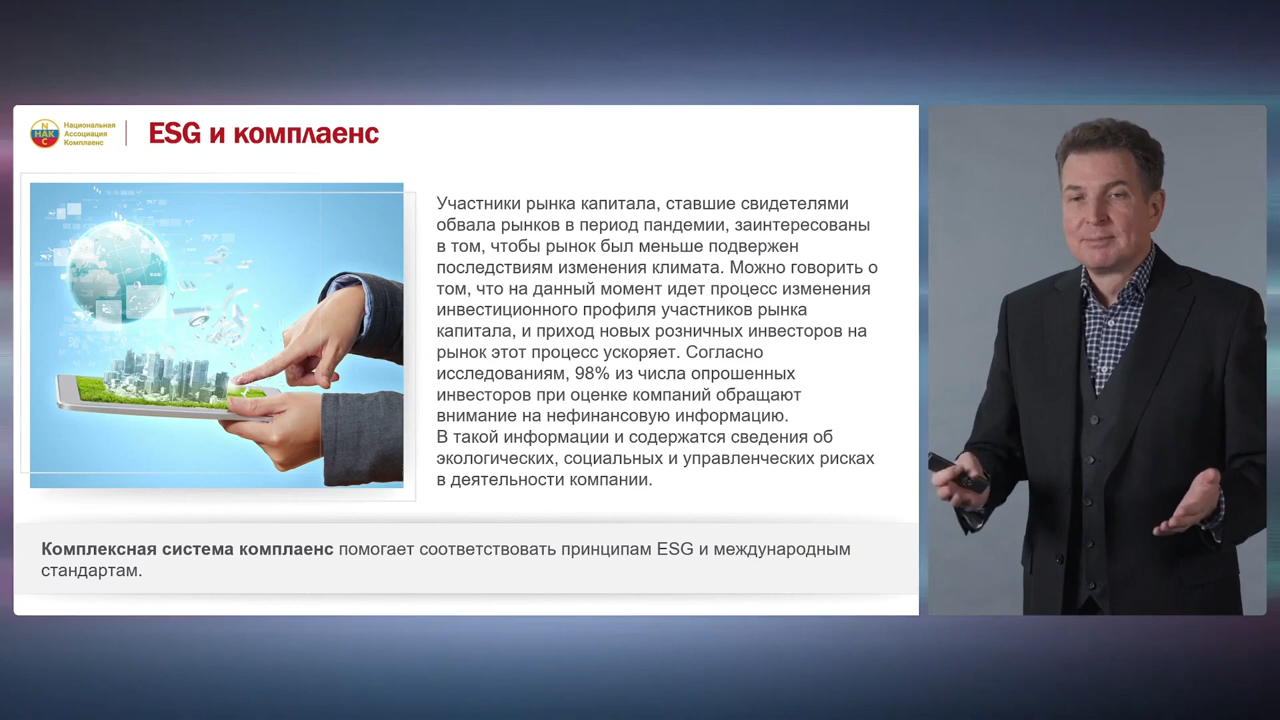 N
НАК
C
Национальная
Ассоциация
Комплаенс
ESG и комплаенс
Участники рынка капитала, ставшие свидетелями
обвала рынков в период пандемии, заинтересованы
в том, чтобы рынок был меньше подвержен
последствиям изменения климата. Можно говорить о
том, что на данный момент идет процесс изменения
инвестиционного профиля участников рынка
капитала, и приход новых розничных инвесторов на
рынок этот процесс ускоряет. Согласно
исследованиям, 98% из числа опрошенных
инвесторов при оценке компаний обращают
внимание на нефинансовую информацию.
В такой информации и содержатся сведения об
экологических, социальных и управленческих рисках
в деятельности компании.
Комплексная система комплаенс помогает соответствовать принципам ESG и международным
стандартам.